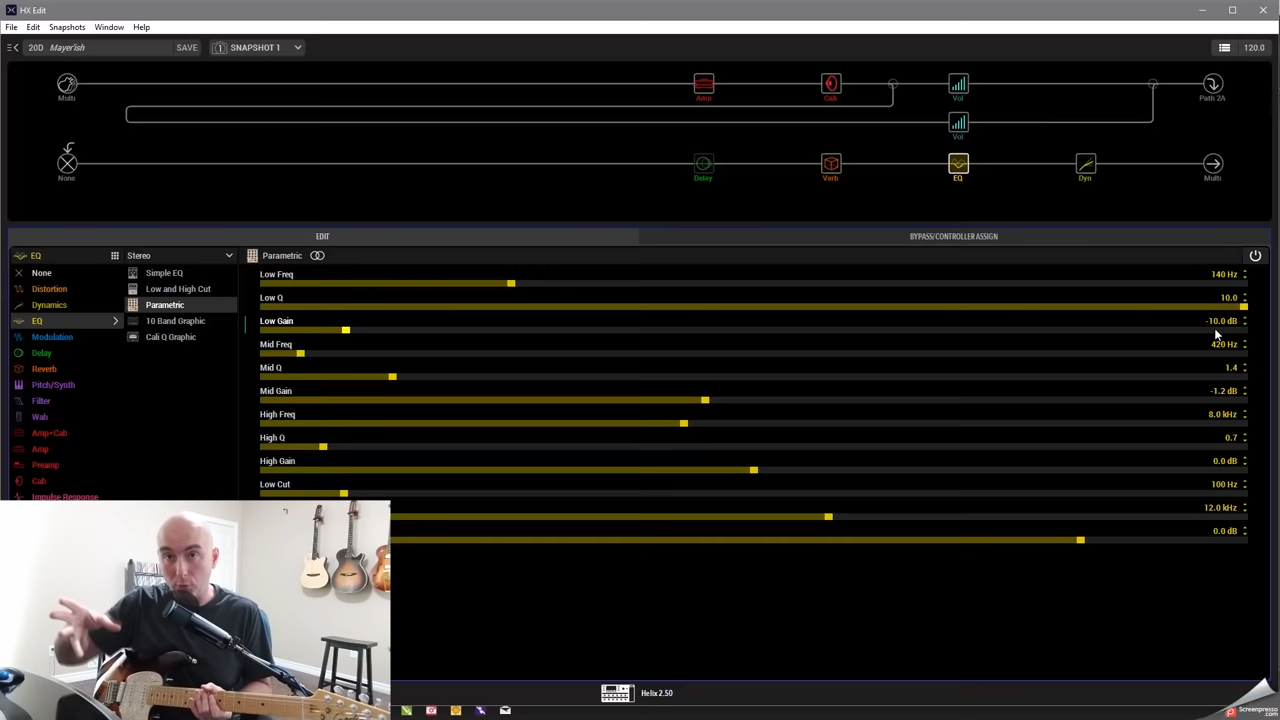 HX Edit
File Edit Snapshots Window Help
20D Mayer'ish SAVE 1 SNAPSHOT 1 120.0
Multi Amp Cab Vol Path 2A
Vol
None Delay Verb EQ Dyn Multi
EDIT BYPASS/CONTROLLER ASSIGN
EQ Stereo Parametric
None Simple EQ Low Freq 140 Hz
Distortion Low and High Cut Low Q 10.0
Dynamics Parametric
EQ 10 Band Graphic Low Gain -10.0 dB
Modulation Cali Q Graphic Mid Freq 420 Hz
Delay
Reverb Mid Q 1.4
Pitch/Synth Mid Gain -1.2 dB
Filter
Wah High Freq 8.0 kHz
Amp+Cab High Q 0.7
Amp High Gain 0.0 dB
Preamp
Cab Low Cut 100 Hz
Impulse Response
12.0 kHz
0.0 dB
Helix 2.50
Screenpresso
.com